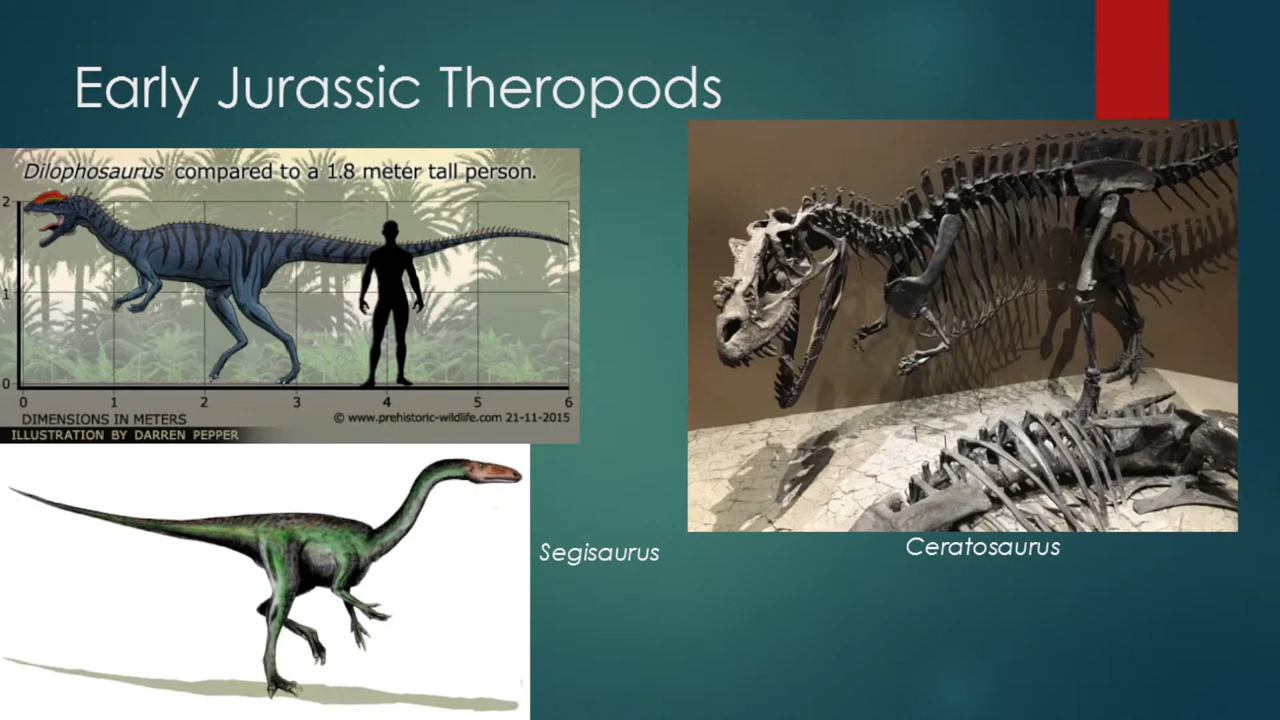 Early Jurassic Theropods
Dilophosaurus compared to a 1.8 meter tall person.
2
1
0
0 1 2 3 4 5 6
DIMENSIONS IN METERS
© www.prehistoric-wildlife.com 21-11-2015
ILLUSTRATION BY DARREN PEPPER
Segisaurus
Ceratosaurus